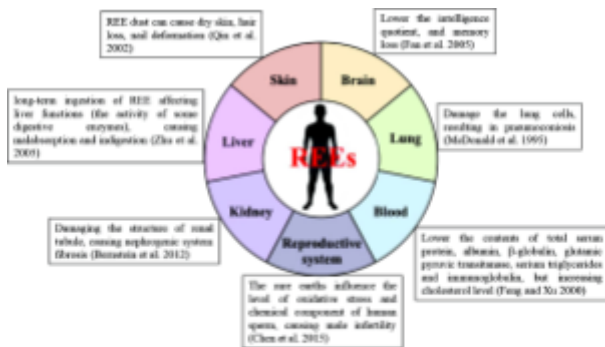 REE dust can cause dry skin, hair
loss, nail deformation (Qiu et al.
2002)
Lower the intelligence
quotient, and memory
loss (Fan et al. 2005)
Skin
Brain
long-term ingestion of REE affecting
liver functions (the activity of some
digestive enzymes), causing
malabsorption and indigestion (Zhu et al.
2005)
Liver
REEs
Lung
Damage the lung cells,
resulting in pneumoconiosis
(McDonald et al. 1995)
Kidney
Blood
Damaging the structure of renal
tubule, causing nephrogenic system
fibrosis (Bernstein et al. 2012)
Reproductive
system
Lower the contents of total serum
protein, albumin, β-globulin, glutamic
pyruvic transitanase, serum triglycerides
and immunoglobulin, but increasing
cholesterol level (Feng and Xu 2000)
The rare earths influence the
level of oxidative stress and
chemical component of human
sperm, causing male infertility
(Chen et al. 2015)